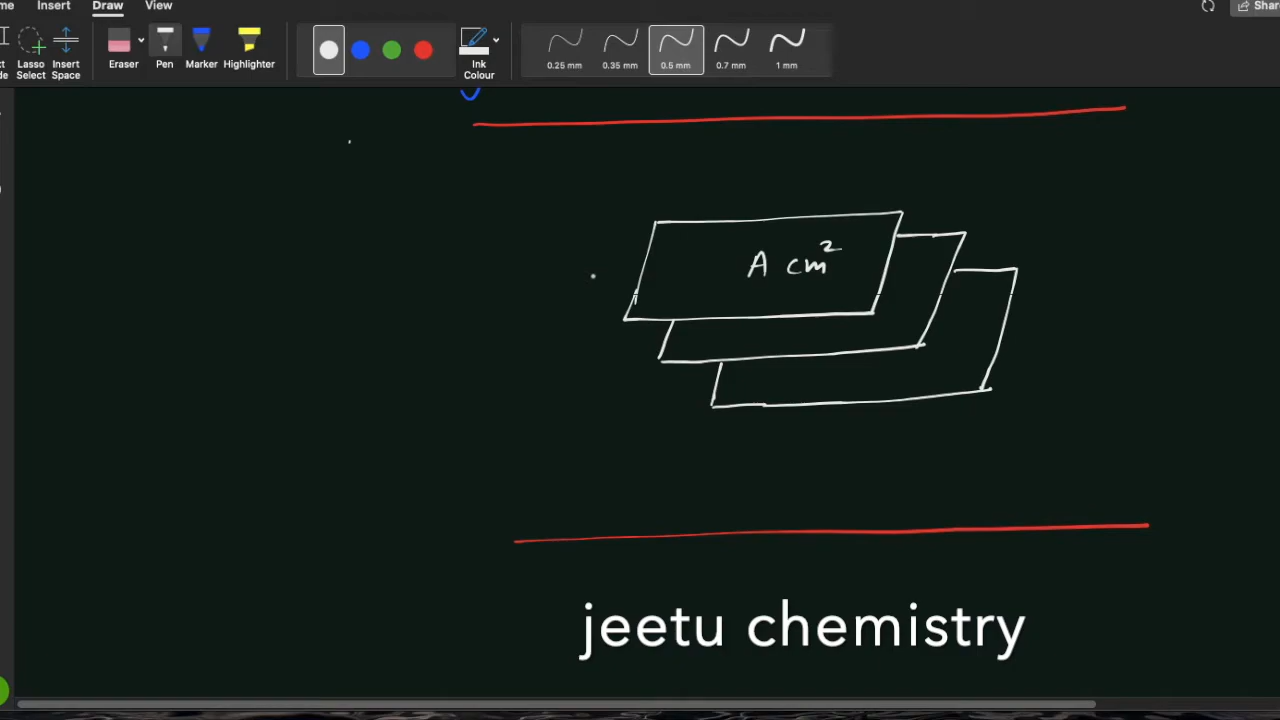 Insert Draw View
Share
Lasso Select
Insert Space
Eraser
Pen
Marker
Highlighter
Ink Colour
0.25 mm
0.35 mm
0.5 mm
0.7 mm
1 mm
A cm²
jeetu chemistry